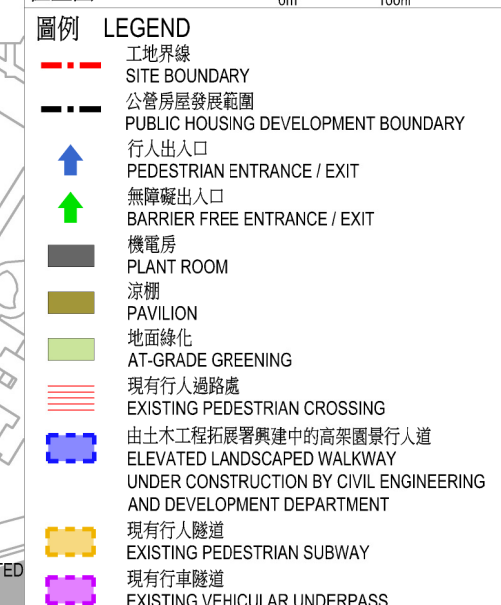 0m 100m
圖例 LEGEND
工地界線
SITE BOUNDARY
公營房屋發展範圍
PUBLIC HOUSING DEVELOPMENT BOUNDARY
行人出入口
PEDESTRIAN ENTRANCE / EXIT
無障礙出入口
BARRIER FREE ENTRANCE / EXIT
機電房
PLANT ROOM
涼棚
PAVILION
地面綠化
AT-GRADE GREENING
現有行人過路處
EXISTING PEDESTRIAN CROSSING
由土木工程拓展署興建中的高架園景行人道
ELEVATED LANDSCAPED WALKWAY
UNDER CONSTRUCTION BY CIVIL ENGINEERING
AND DEVELOPMENT DEPARTMENT
現有行人隧道
EXISTING PEDESTRIAN SUBWAY
TED
現有行車隧道
EXISTING VEHICULAR UNDERPASS